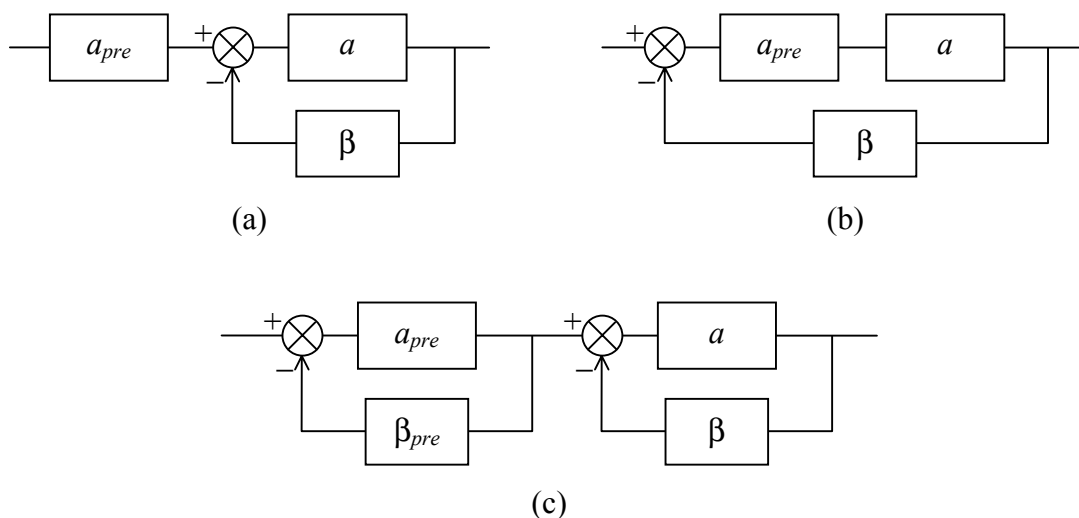 a_pre + − a β
(a)
+ − a_pre a β
(b)
+ − a_pre β_pre + − a β
(c)